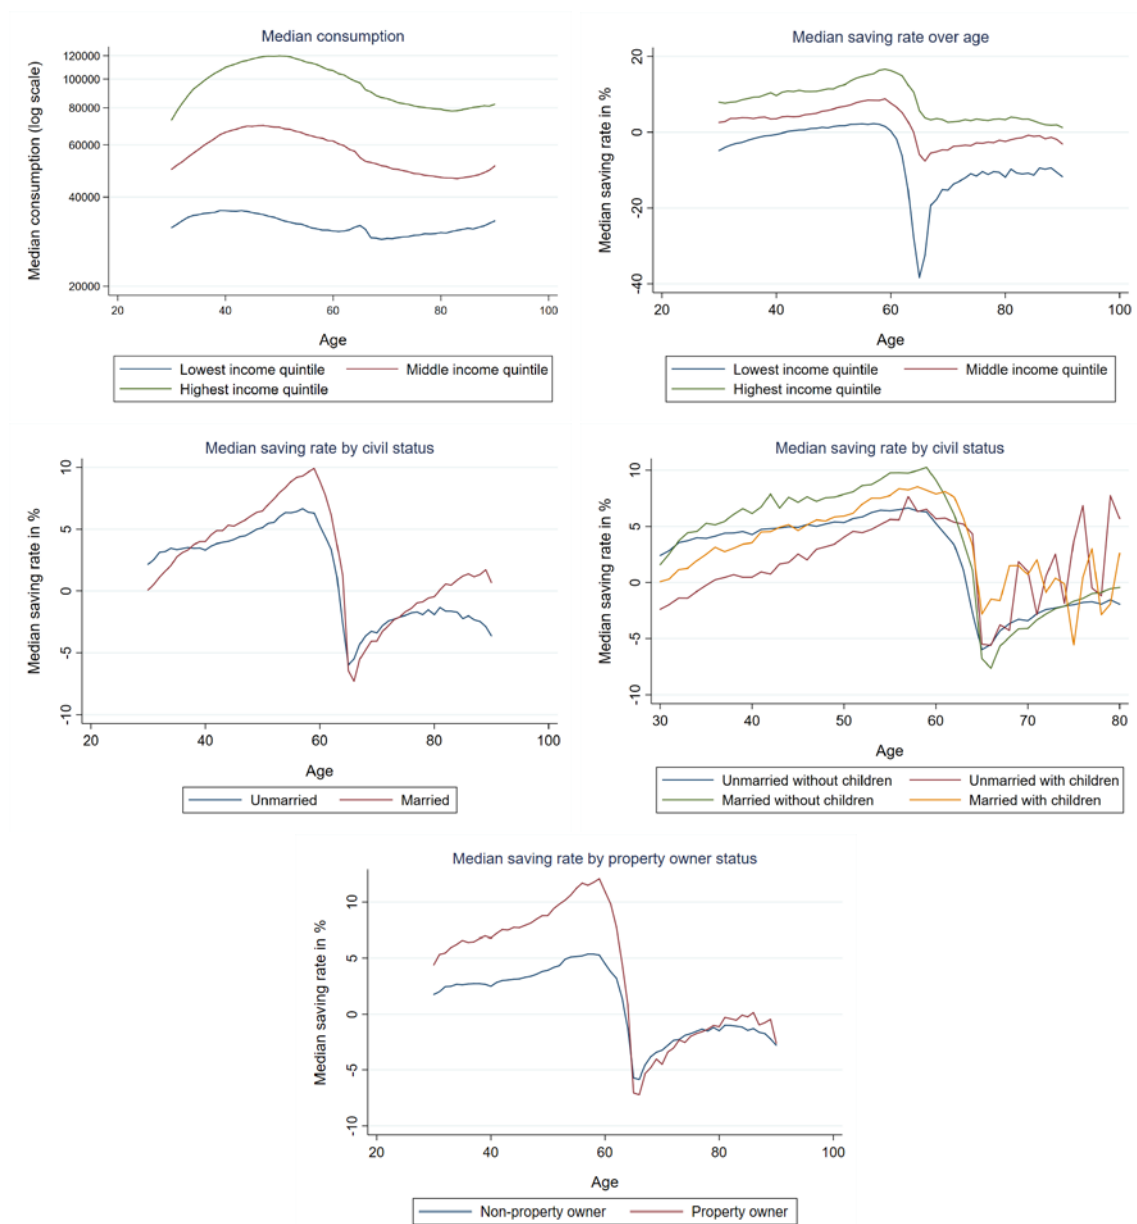 Median consumption
Median consumption (log scale)
120000
100000
80000
60000
40000
20000
20 40 60 80 100
Age
Lowest income quintile Middle income quintile
Highest income quintile
Median saving rate over age
Median saving rate in %
20
0
-20
-40
20 40 60 80 100
Age
Lowest income quintile Middle income quintile
Highest income quintile
Median saving rate by civil status
Median saving rate in %
10
5
0
-5
-10
20 40 60 80 100
Age
Unmarried Married
Median saving rate by civil status
Median saving rate in %
10
5
0
-5
-10
30 40 50 60 70 80
Age
Unmarried without children Unmarried with children
Married without children Married with children
Median saving rate by property owner status
Median saving rate in %
10
5
0
-5
-10
20 40 60 80 100
Age
Non-property owner Property owner